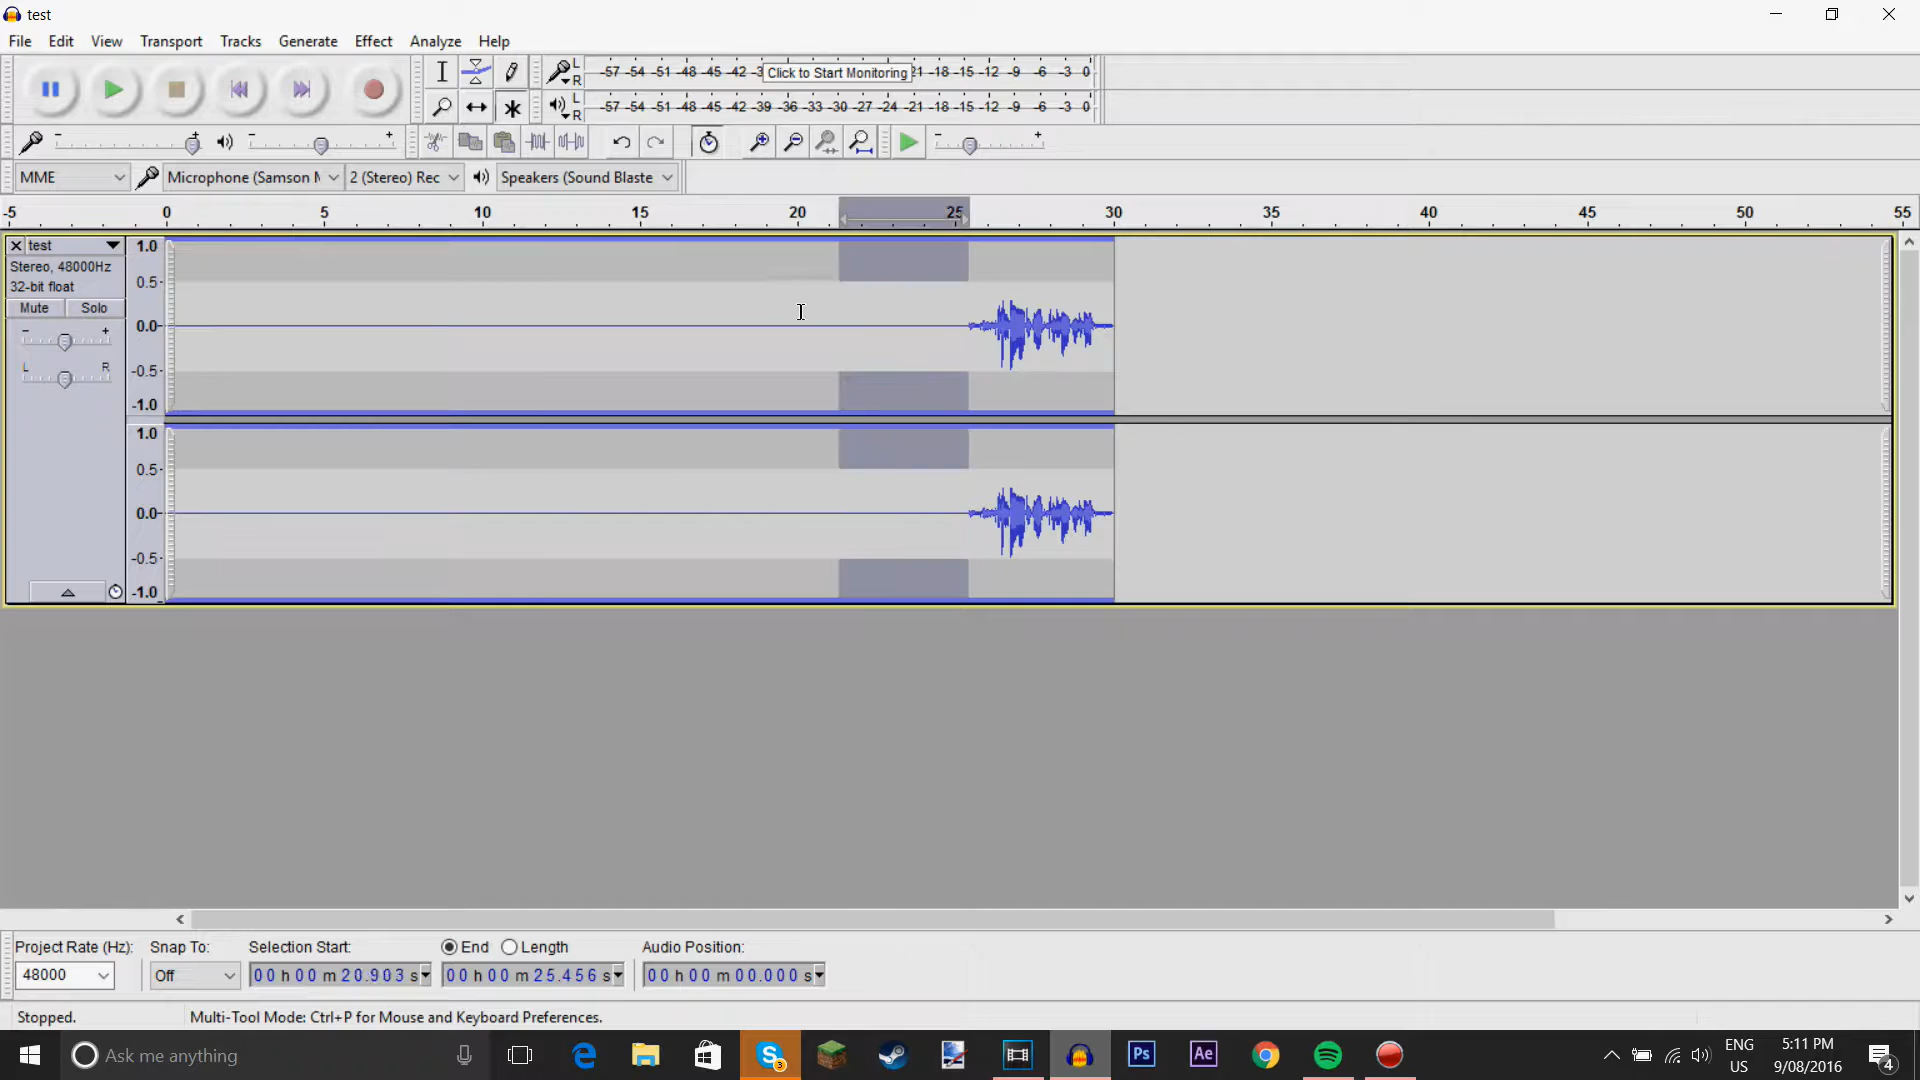 test
File Edit View Transport Tracks Generate Effect Analyze Help
L R -57 -54 -51 -48 -45 -42 -3 Click to Start Monitoring 21 -18 -15 -12 -9 -6 -3 0
L R -57 -54 -51 -48 -45 -42 -39 -36 -33 -30 -27 -24 -21 -18 -15 -12 -9 -6 -3 0
- + - + - +
MME Microphone (Samson M 2 (Stereo) Rec Speakers (Sound Blaste
-5 0 5 10 15 20 25 30 35 40 45 50 55
test 1.0
Stereo, 48000Hz
0.5-
32-bit float
Mute Solo
- + 0.0-
L R -0.5-
-1.0
1.0
0.5-
0.0-
-0.5-
-1.0
Project Rate (Hz): Snap To: Selection Start: End Length Audio Position:
48000 Off 00 h 00 m 20.903 s 00 h 00 m 25.456 s 00 h 00 m 00.000 s
Stopped. Multi-Tool Mode: Ctrl+P for Mouse and Keyboard Preferences.
Ask me anything 3 Ps Ae ENG 5:11 PM
US 9/08/2016 4